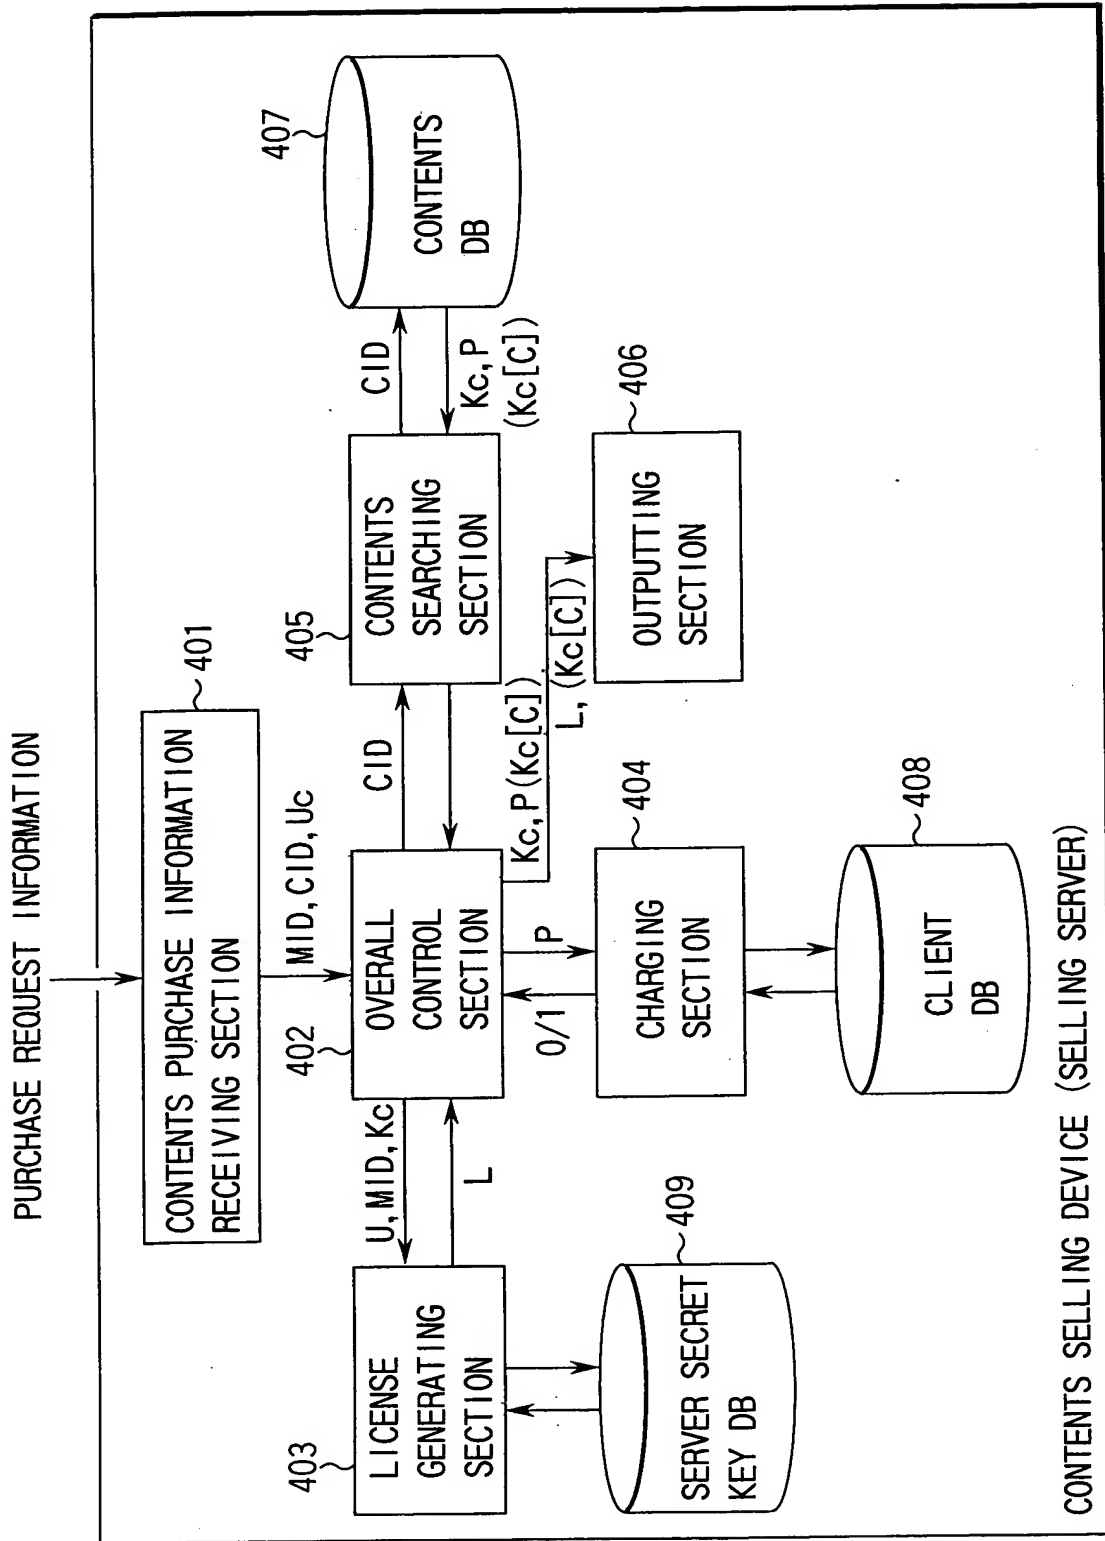 PURCHASE REQUEST INFORMATION
CONTENTS PURCHASE INFORMATION
RECEIVING SECTION
401
MID, CID, Uc
402
OVERALL
CONTROL
SECTION
U, MID, Kc
L
403
LICENSE
GENERATING
SECTION
409
SERVER SECRET
KEY DB
CID
405
CONTENTS
SEARCHING
SECTION
CID
Kc, P
(Kc[C])
407
CONTENTS
DB
Kc, P(Kc[C])
L, (Kc[C])
406
OUTPUTTING
SECTION
0/1
P
404
CHARGING
SECTION
408
CLIENT
DB
CONTENTS SELLING DEVICE (SELLING SERVER)